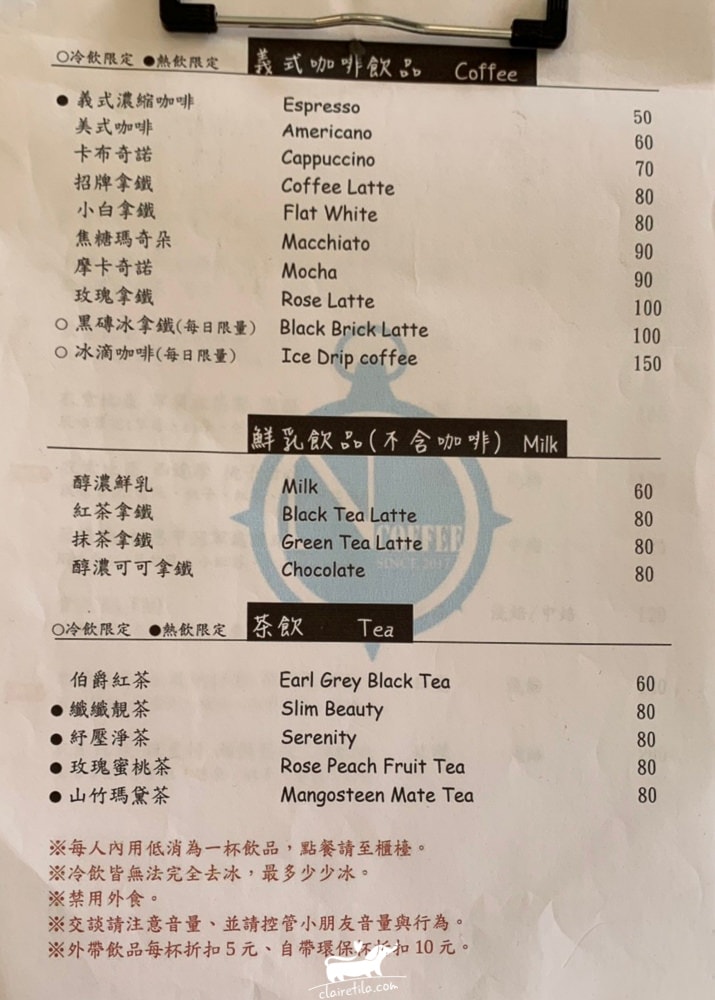 ○冷飲限定 ●熱飲限定 義式咖啡飲品 Coffee
● 義式濃縮咖啡 Espresso 50
美式咖啡 Americano 60
卡布奇諾 Cappuccino 70
招牌拿鐵 Coffee Latte 80
小白拿鐵 Flat White 80
焦糖瑪奇朵 Macchiato 90
摩卡奇諾 Mocha 90
玫瑰拿鐵 Rose Latte 100
○ 黑磚冰拿鐵(每日限量) Black Brick Latte 100
○ 冰滴咖啡(每日限量) Ice Drip coffee 150
鮮乳飲品(不含咖啡) Milk
醇濃鮮乳 Milk 60
紅茶拿鐵 Black Tea Latte 80
抹茶拿鐵 Green Tea Latte 80
醇濃可可拿鐵 Chocolate 80
N COFFEE
SINCE 2017
○冷飲限定 ●熱飲限定 茶飲 Tea
伯爵紅茶 Earl Grey Black Tea 60
● 纖纖靚茶 Slim Beauty 80
● 紓壓淨茶 Serenity 80
● 玫瑰蜜桃茶 Rose Peach Fruit Tea 80
● 山竹瑪黛茶 Mangosteen Mate Tea 80
※每人內用低消為一杯飲品，點餐請至櫃檯。
※冷飲皆無法完全去冰，最多少少冰。
※禁用外食。
※交談請注意音量、並請控管小朋友音量與行為。
※外帶飲品每杯折扣5元、自帶環保杯折扣10元。
clairetila.com